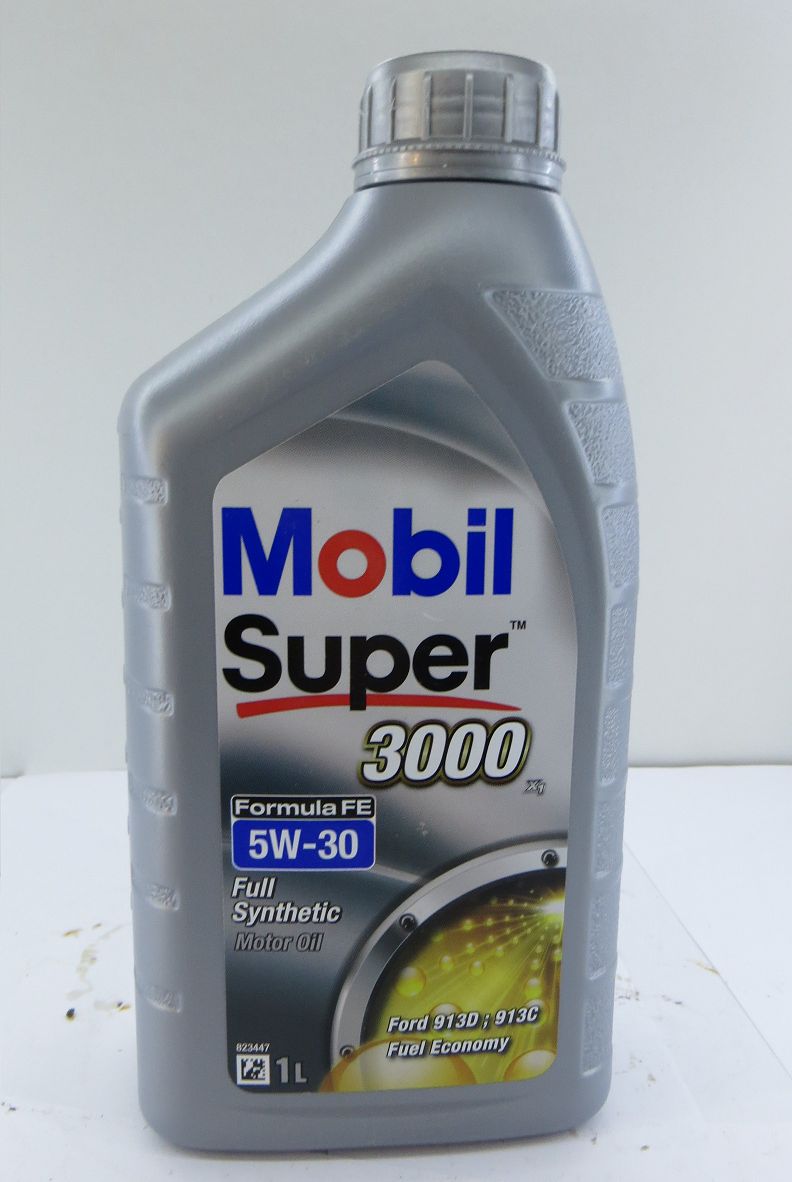 Mobil
Super™
3000
x1
Formula FE
5W-30
Full
Synthetic
Motor Oil
Ford 913D ; 913C
Fuel Economy
823447
1L